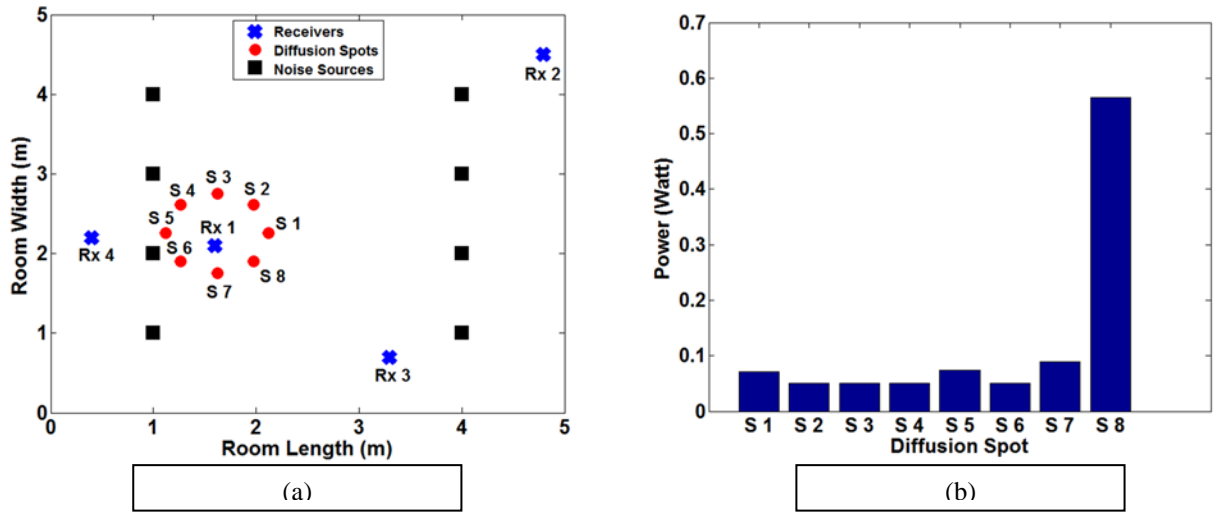 5
4
3
2
1
0
Room Width (m)
Receivers
Diffusion Spots
Noise Sources
Rx 2
S 3
S 4
S 2
S 5
Rx 1
S 1
Rx 4
S 6
S 8
S 7
Rx 3
0
1
2
3
4
5
Room Length (m)
(a)
0.7
0.6
0.5
0.4
0.3
0.2
0.1
0
Power (Watt)
S 1
S 2
S 3
S 4
S 5
S 6
S 7
S 8
Diffusion Spot
(b)